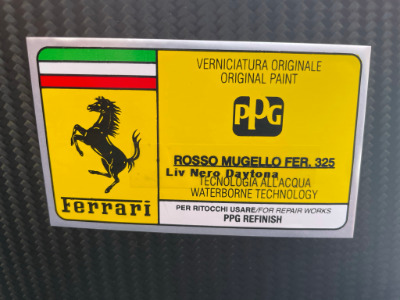 VERNICIATURA ORIGINALE
ORIGINAL PAINT
PPG
ROSSO MUGELLO FER. 325
Liv Nero Daytona
TECNOLOGIA ALL'ACQUA
WATERBORNE TECHNOLOGY
Ferrari
PER RITOCCHI USARE/FOR REPAIR WORKS
PPG REFINISH